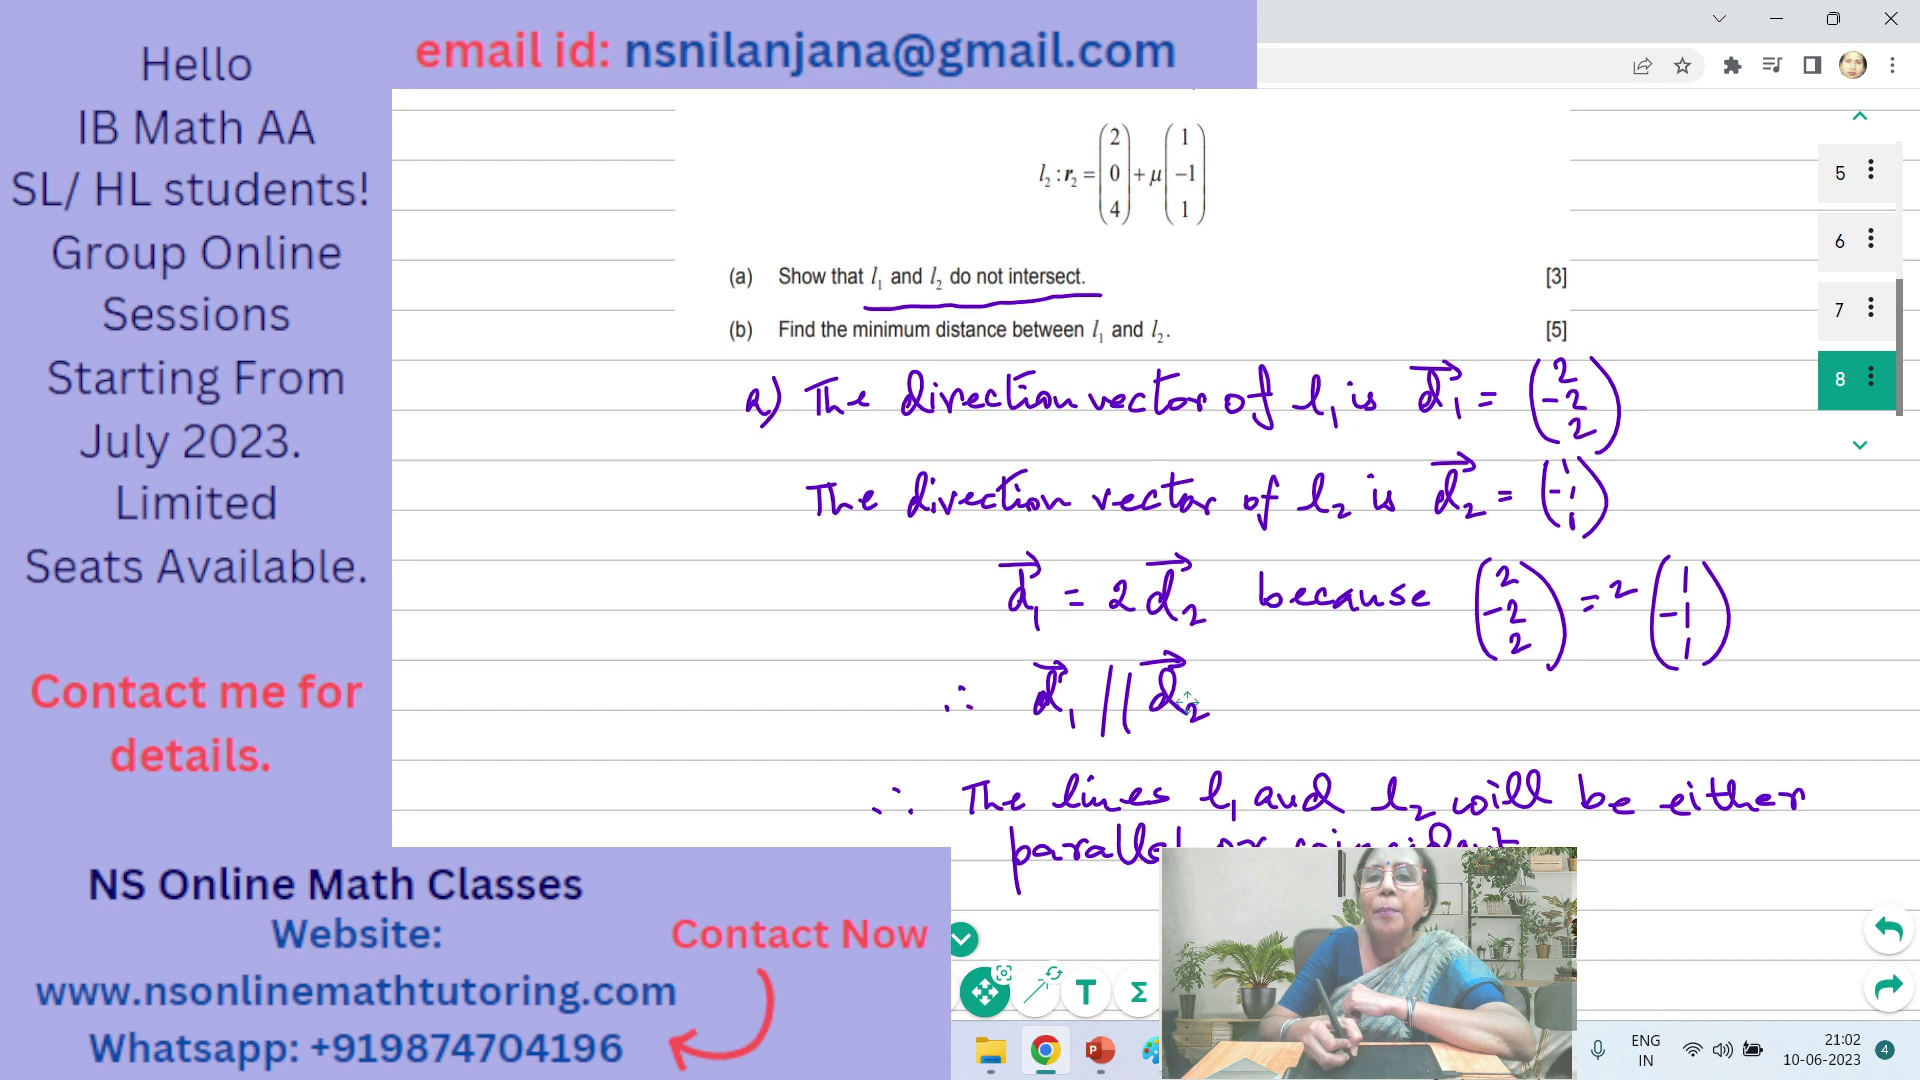 Hello
IB Math AA
SL/ HL students!
Group Online
Sessions
Starting From
July 2023.
Limited
Seats Available.
Contact me for
details.
email id: nsnilanjana@gmail.com
l₂ : r₂ = (2 0 4) + μ (1 −1 1)
(a) Show that l₁ and l₂ do not intersect. [3]
(b) Find the minimum distance between l₁ and l₂. [5]
a) The direction vector of l₁ is d₁ = (2 -2 2)
The direction vector of l₂ is d₂ = (1 -1 1)
d₁ = 2 d₂ because (2 -2 2) = 2 (1 -1 1)
∴ d₁ || d₂
∴ The lines l₁ and l₂ will be either
parallel or coincident
5
6
7
8
NS Online Math Classes
Website:
www.nsonlinemathtutoring.com
Whatsapp: +919874704196
Contact Now
T
Σ
P
ENG
IN
21:02
10-06-2023
4